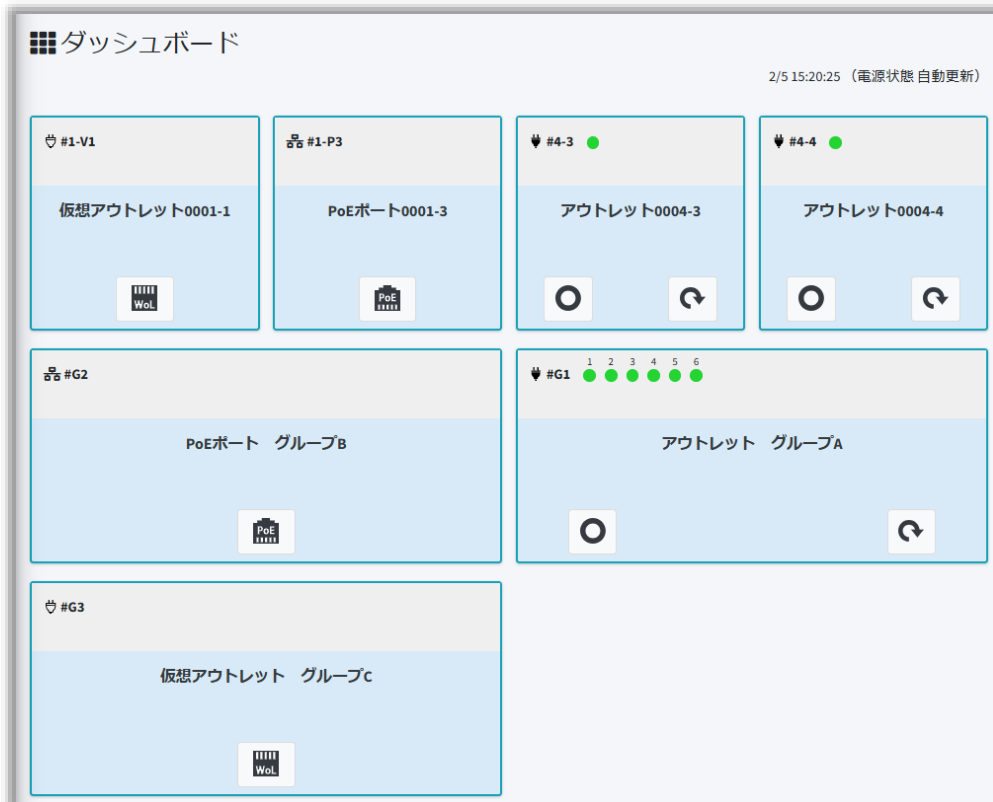 ダッシュボード
2/5 15:20:25 （電源状態 自動更新）
#1-V1
仮想アウトレット0001-1
WoL
#1-P3
PoEポート0001-3
PoE
#4-3
アウトレット0004-3
#4-4
アウトレット0004-4
#G2
PoEポート　グループB
PoE
#G1
1 2 3 4 5 6
アウトレット　グループA
#G3
仮想アウトレット　グループC
WoL